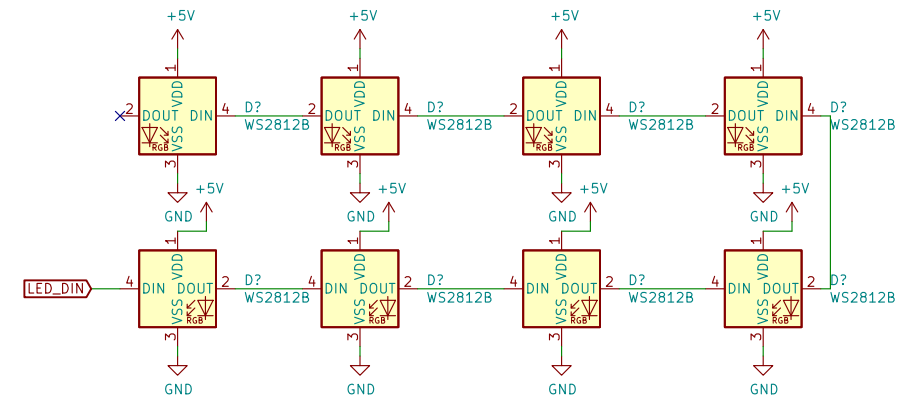 +5V +5V +5V +5V
1 1 1 1
2 DOUT VDD DIN 4 D? 2 DOUT VDD DIN 4 D? 2 DOUT VDD DIN 4 D? 2 DOUT VDD DIN 4 D?
WS2812B WS2812B WS2812B WS2812B
RGB VSS RGB VSS RGB VSS RGB VSS
3 3 3 3
+5V +5V +5V +5V
GND GND GND GND
1 1 1 1
LED_DIN 4 DIN VDD DOUT 2 D? 4 DIN VDD DOUT 2 D? 4 DIN VDD DOUT 2 D? 4 DIN VDD DOUT 2 D?
WS2812B WS2812B WS2812B WS2812B
VSS RGB VSS RGB VSS RGB VSS RGB
3 3 3 3
GND GND GND GND